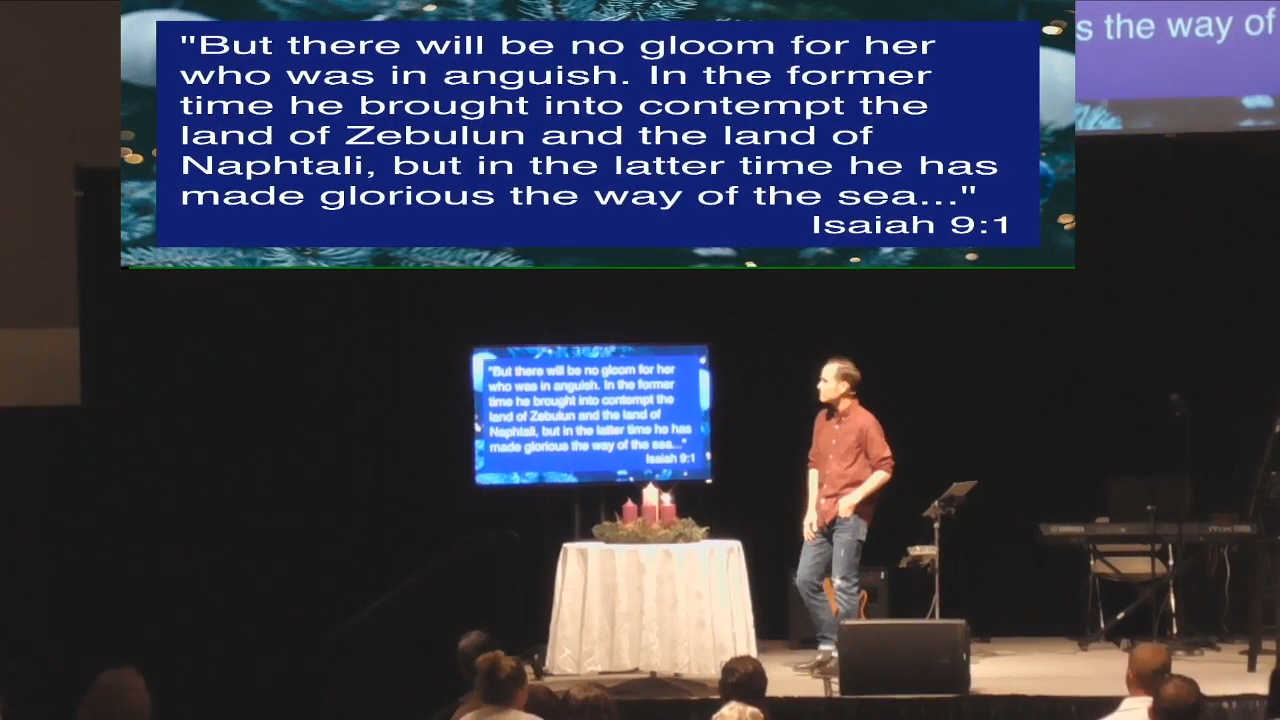 "But there will be no gloom for her
who was in anguish. In the former
time he brought into contempt the
land of Zebulun and the land of
Naphtali, but in the latter time he has
made glorious the way of the sea..."
Isaiah 9:1
s the way of
"But there will be no gloom for her
who was in anguish. In the former
time he brought into contempt the
land of Zebulun and the land of
Naphtali, but in the latter time he has
made glorious the way of the sea..."
Isaiah 9:1